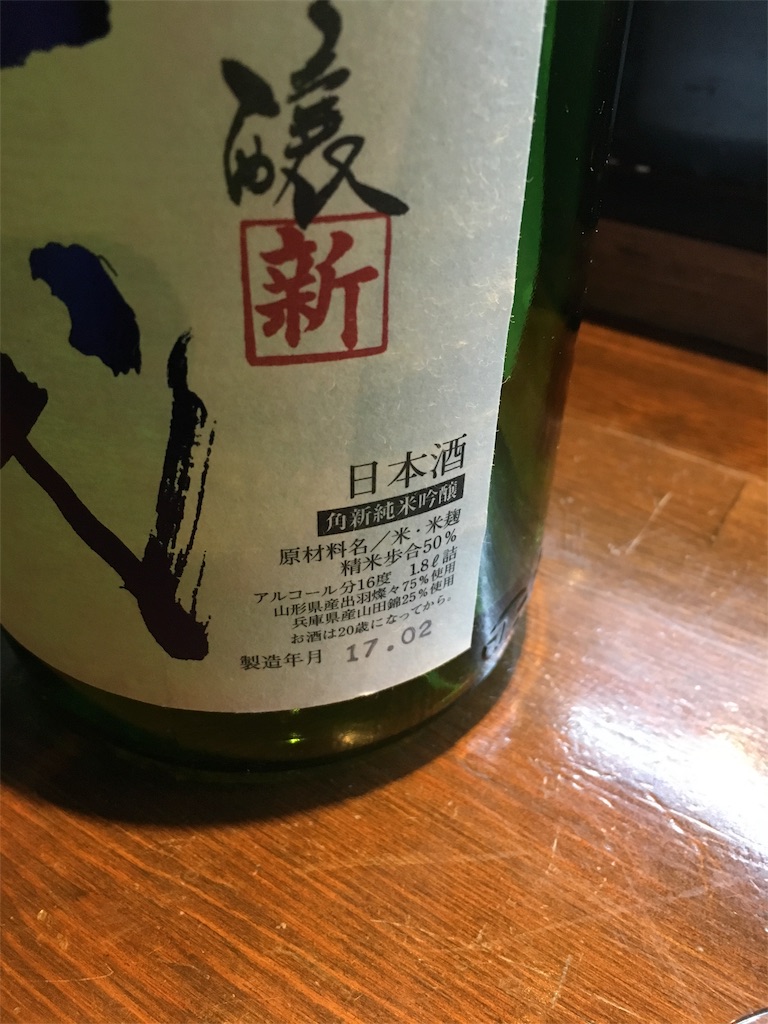 醸
新
日本酒
角新純米吟醸
原材料名/米・米麹
精米歩合50%
アルコール分16度 1.8ℓ詰
山形県産出羽燦々75%使用
兵庫県産山田錦25%使用
お酒は20歳になってから。
製造年月 17.02